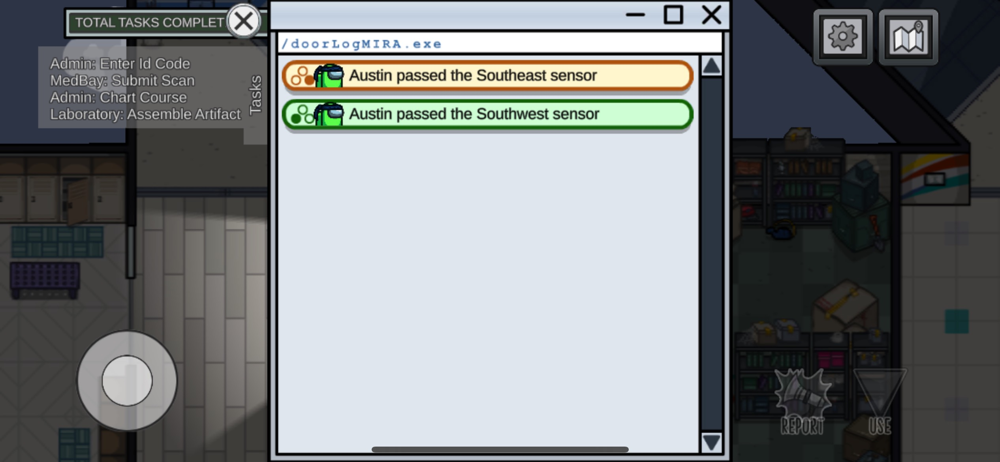 TOTAL TASKS COMPLET
/doorLogMIRA.exe
Admin: Enter Id Code
MedBay: Submit Scan
Admin: Chart Course
Laboratory: Assemble Artifact
Tasks
Austin passed the Southeast sensor
Austin passed the Southwest sensor
REPORT
USE